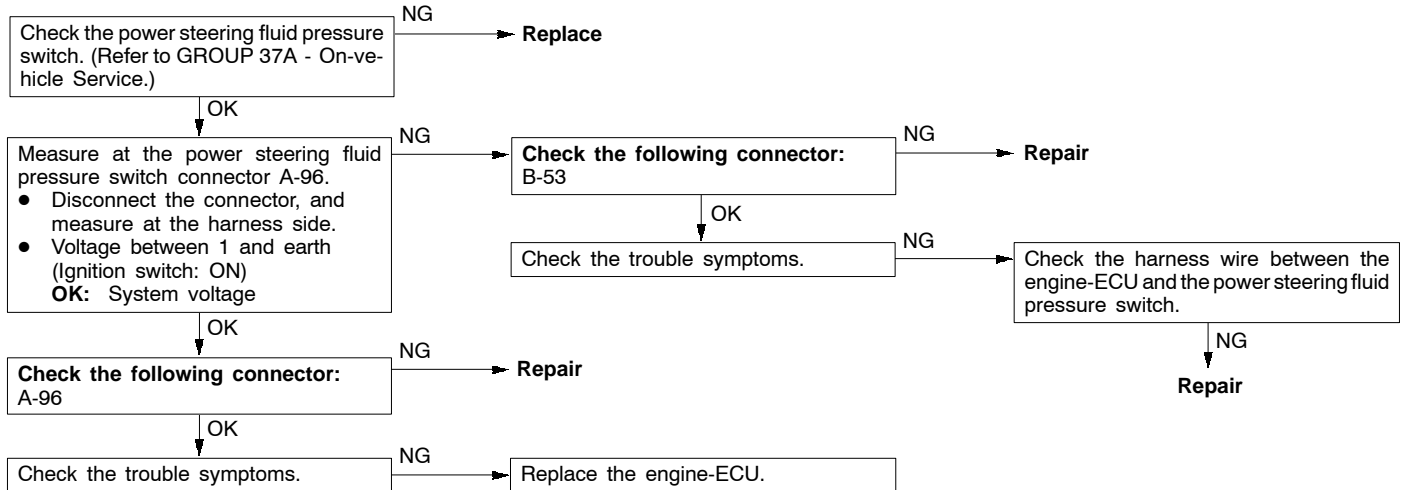 Check the power steering fluid pressure
switch. (Refer to GROUP 37A - On-ve-
hicle Service.)
NG
Replace
OK
Measure at the power steering fluid
pressure switch connector A-96.
● Disconnect the connector, and
measure at the harness side.
● Voltage between 1 and earth
(Ignition switch: ON)
OK: System voltage
NG
Check the following connector:
B-53
NG
Repair
OK
Check the trouble symptoms.
NG
Check the harness wire between the
engine-ECU and the power steering fluid
pressure switch.
NG
Repair
OK
Check the following connector:
A-96
NG
Repair
OK
Check the trouble symptoms.
NG
Replace the engine-ECU.